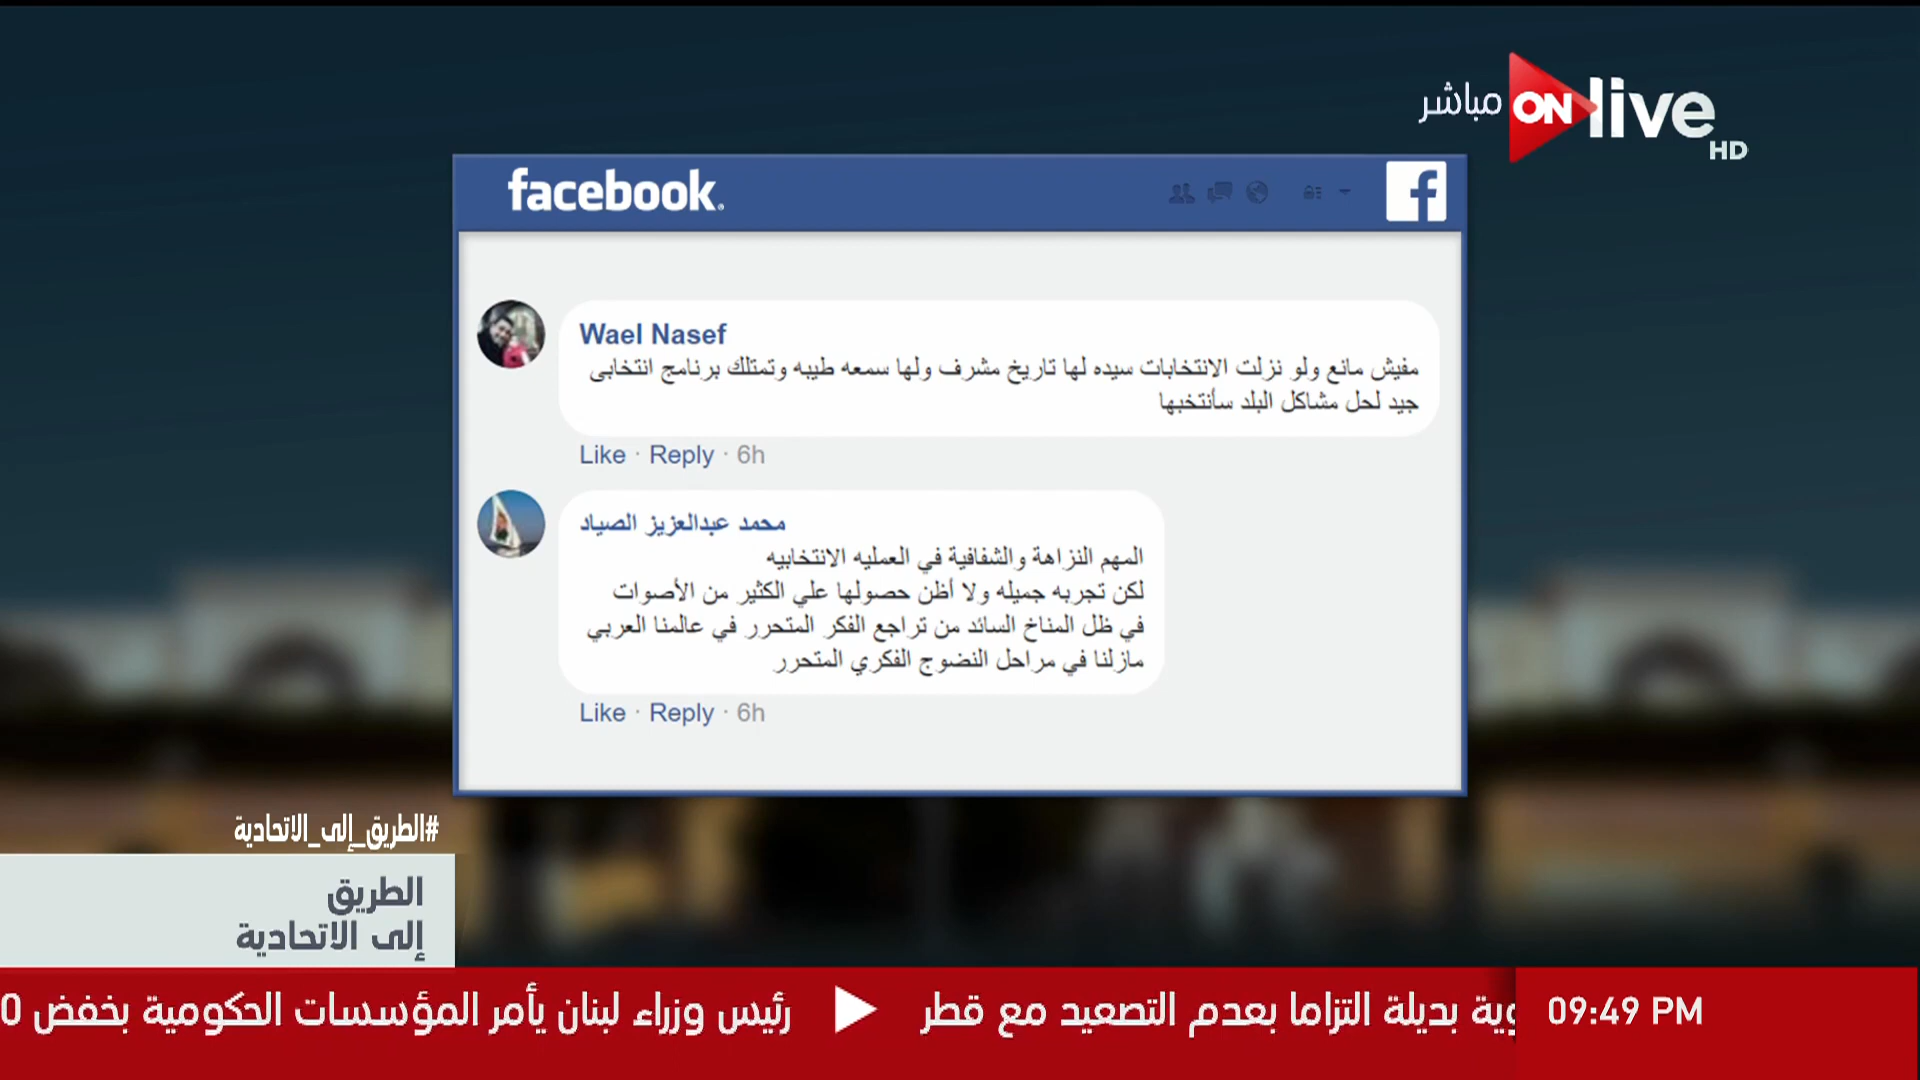 مباشر ON live
HD
facebook.
Wael Nasef
مفيش مانع ولو نزلت الانتخابات سيده لها تاريخ مشرف ولها سمعه طيبه وتمتلك برنامج انتخابى
جيد لحل مشاكل البلد سأنتخبها
Like · Reply · 6h
محمد عبدالعزيز الصياد
المهم النزاهة والشفافية في العمليه الانتخابيه
لكن تجربه جميله ولا أظن حصولها علي الكثير من الأصوات
في ظل المناخ السائد من تراجع الفكر المتحرر في عالمنا العربي
مازلنا في مراحل النضوج الفكري المتحرر
Like · Reply · 6h
#الطريق_إلى_الاتحادية
الطريق
إلى الاتحادية
بديلة التزاما بعدم التصعيد مع قطر
رئيس وزراء لبنان يأمر المؤسسات الحكومية بخفض
09:49 PM